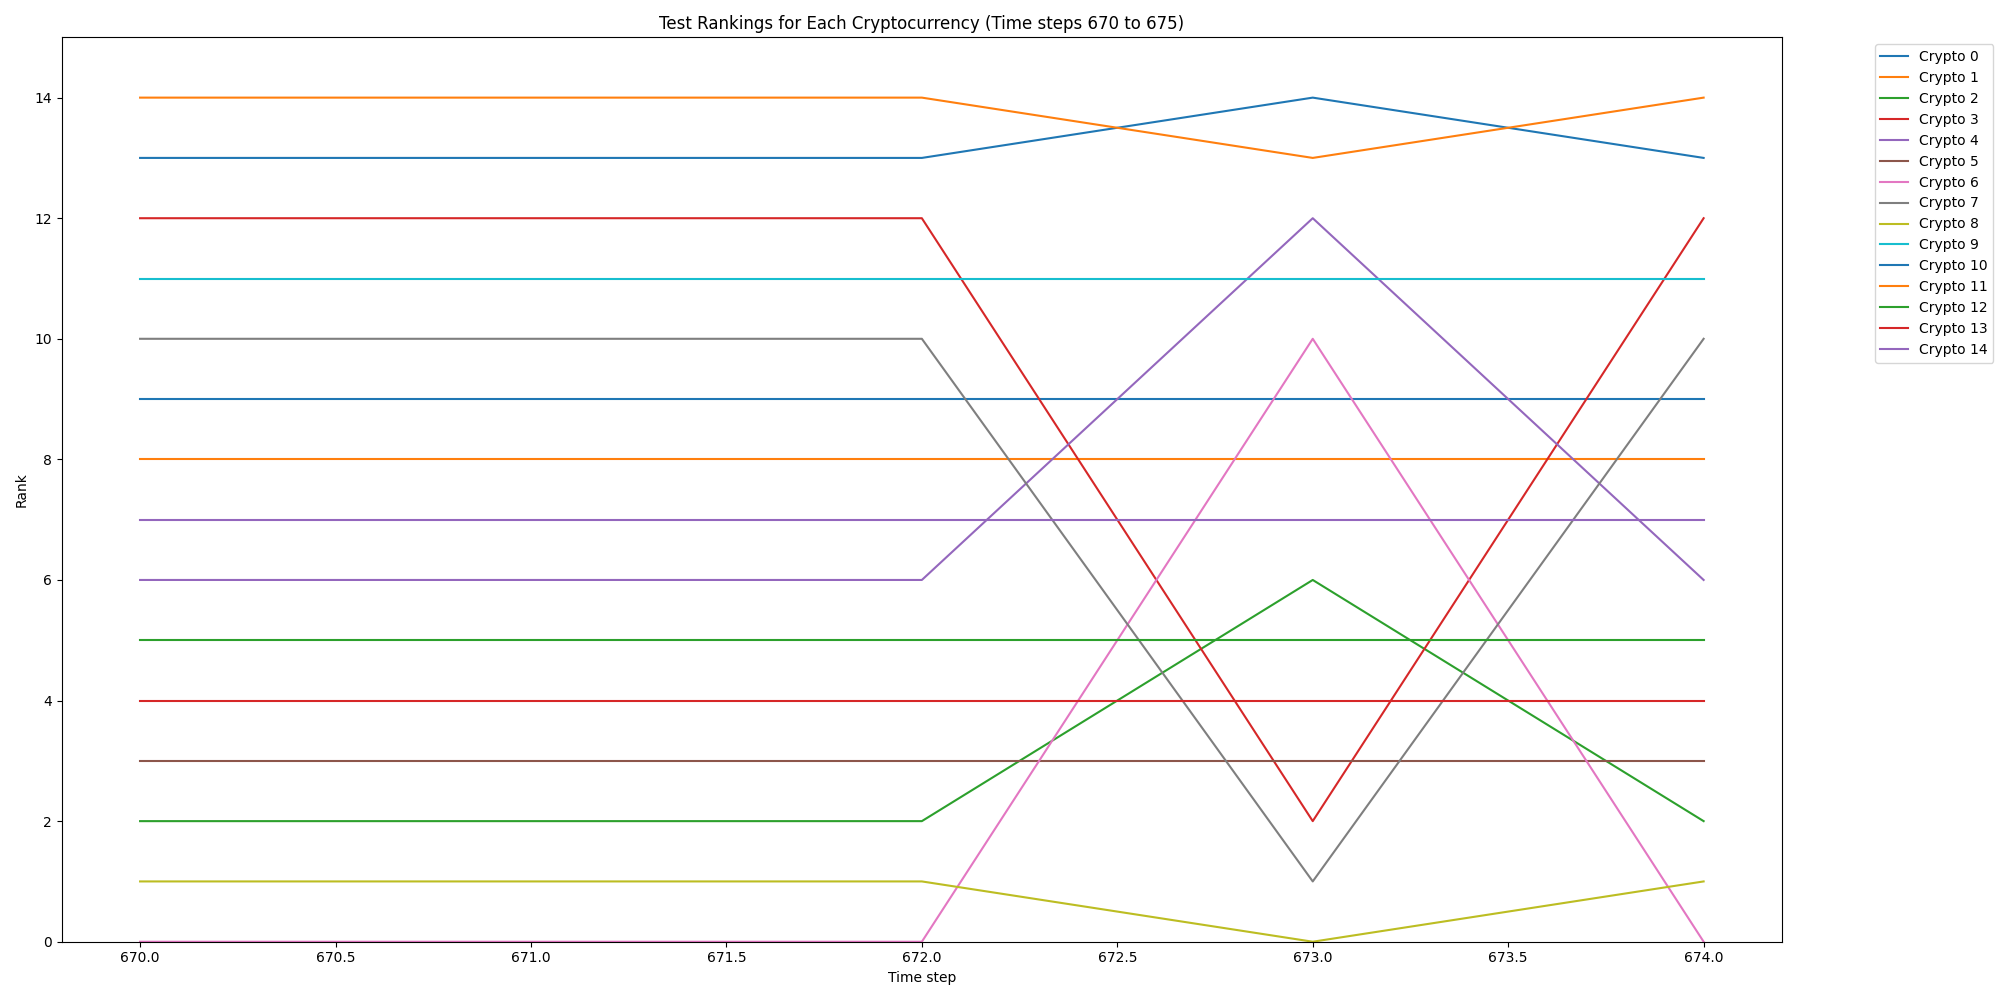 Test Rankings for Each Cryptocurrency (Time steps 670 to 675)
Rank
14
12
10
8
6
4
2
0
670.0 670.5 671.0 671.5 672.0 672.5 673.0 673.5 674.0
Time step
Crypto 0
Crypto 1
Crypto 2
Crypto 3
Crypto 4
Crypto 5
Crypto 6
Crypto 7
Crypto 8
Crypto 9
Crypto 10
Crypto 11
Crypto 12
Crypto 13
Crypto 14